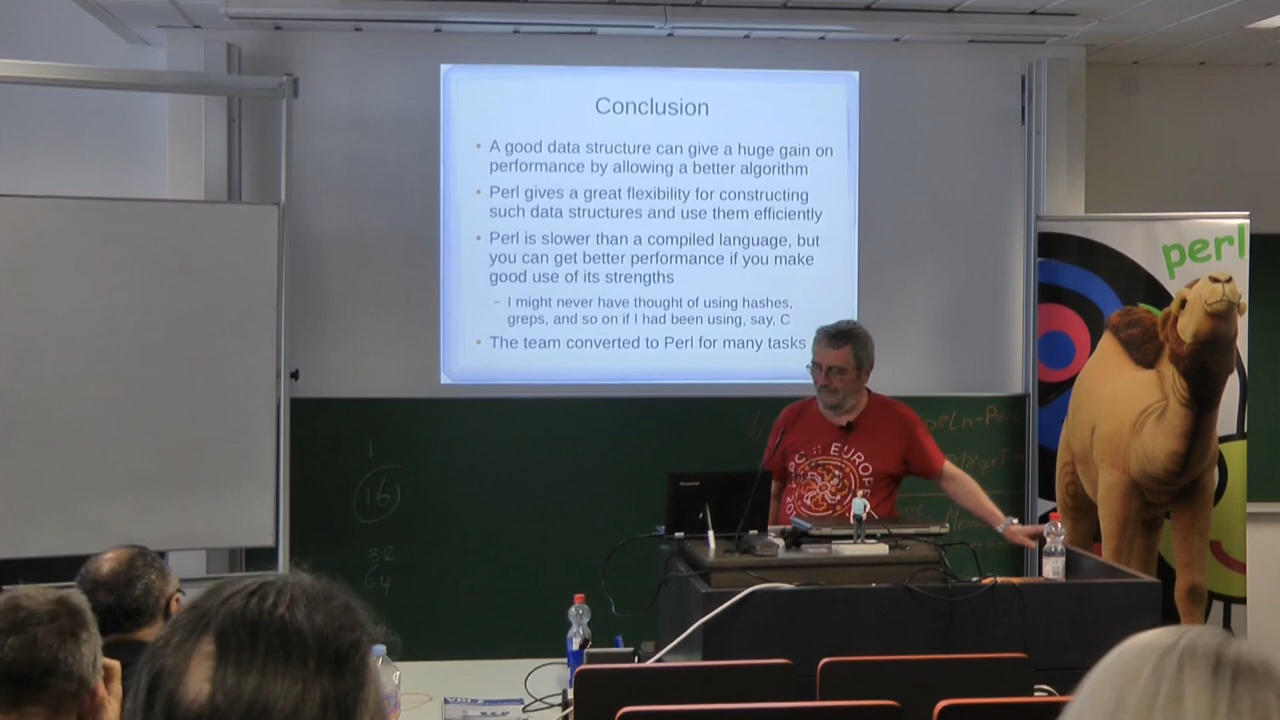 Conclusion
A good data structure can give a huge gain on
performance by allowing a better algorithm
Perl gives a great flexibility for constructing
such data structures and use them efficiently
Perl is slower than a compiled language, but
you can get better performance if you make
good use of its strengths
– I might never have thought of using hashes,
greps, and so on if I had been using, say, C
The team converted to Perl for many tasks
perl
1
16
32
64
:: EUROPE